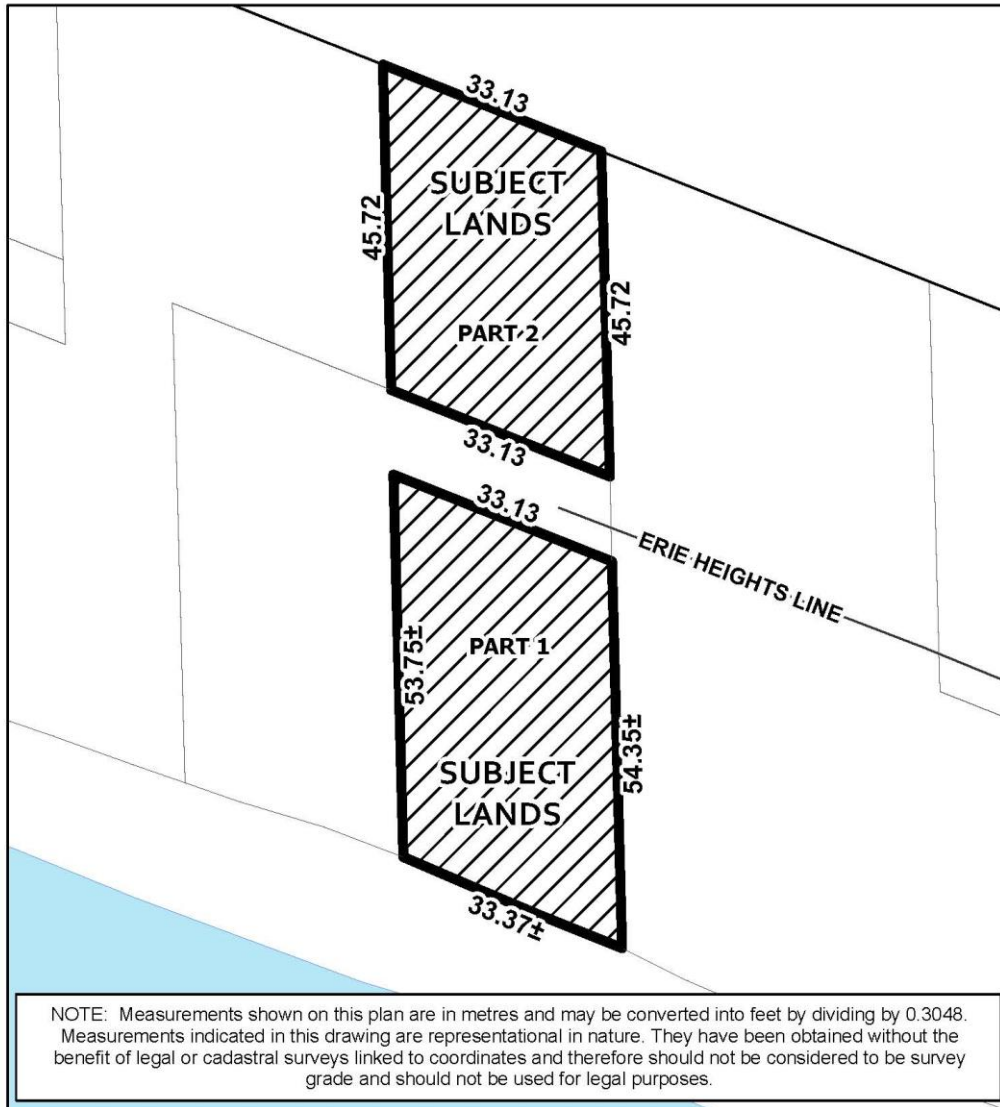 33.13
SUBJECT
LANDS
45.72
45.72
PART 2
33.13
33.13
ERIE HEIGHTS LINE
PART 1
53.75±
54.35±
SUBJECT
LANDS
33.37±
NOTE: Measurements shown on this plan are in metres and may be converted into feet by dividing by 0.3048.
Measurements indicated in this drawing are representational in nature. They have been obtained without the
benefit of legal or cadastral surveys linked to coordinates and therefore should not be considered to be survey
grade and should not be used for legal purposes.